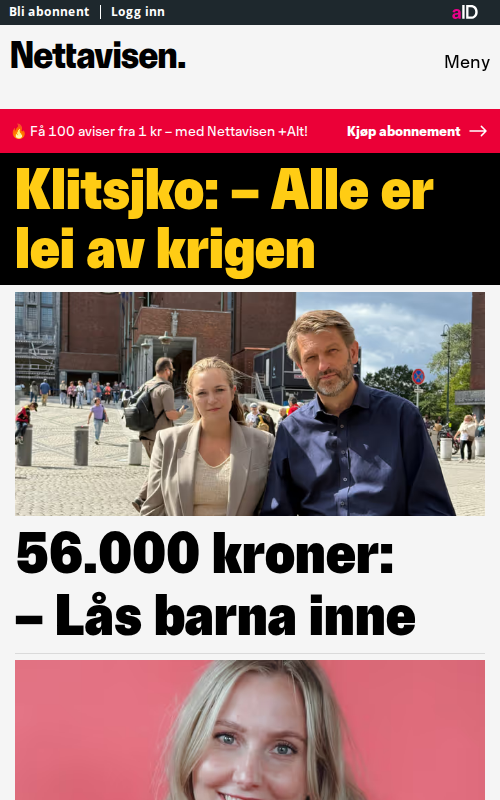 Bli abonnent | Logg inn
aID
Nettavisen.
Meny
🔥 Få 100 aviser fra 1 kr – med Nettavisen +Alt!
Kjøp abonnement →
Klitsjko: – Alle er
lei av krigen
56.000 kroner:
– Lås barna inne